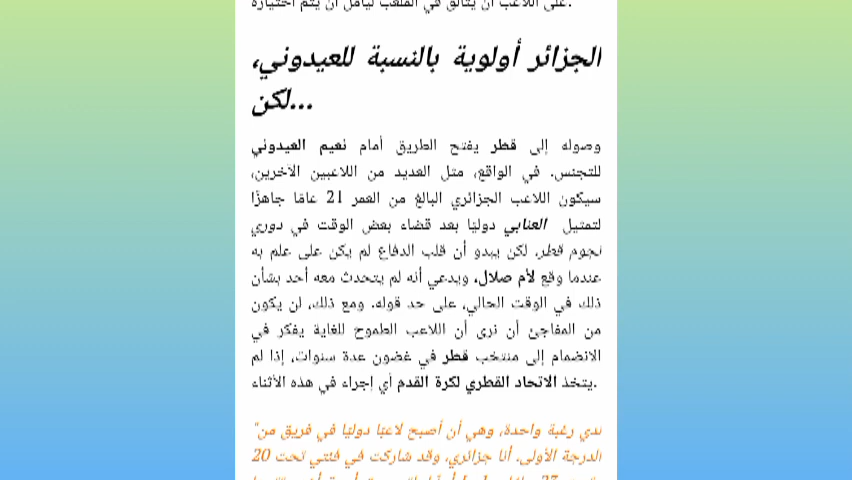 على اللاعب أن يتألق في الملعب ليأمل أن يتم اختياره.
الجزائر أولوية بالنسبة للعيدوني،
لكن...
وصوله إلى قطر يفتح الطريق أمام نعيم العيدوني
للتجنس. في الواقع، مثل العديد من اللاعبين الآخرين،
سيكون اللاعب الجزائري البالغ من العمر 21 عامًا جاهزًا
لتمثيل العنابي دوليًا بعد قضاء بعض الوقت في دوري
نجوم قطر. لكن يبدو أن قلب الدفاع لم يكن على علم به
عندما وقع لأم صلال، ويدعي أنه لم يتحدث معه أحد بشأن
ذلك في الوقت الحالي، على حد قوله. ومع ذلك، لن يكون
من المفاجئ أن نرى أن اللاعب الطموح للغاية يفكر في
الانضمام إلى منتخب قطر في غضون عدة سنوات، إذا لم
يتخذ الاتحاد القطري لكرة القدم أي إجراء في هذه الأثناء.
"لدي رغبة واحدة، وهي أن أصبح لاعبًا دوليًا في فريق من
الدرجة الأولى. أنا جزائري، وقد شاركت في فئتي تحت 20